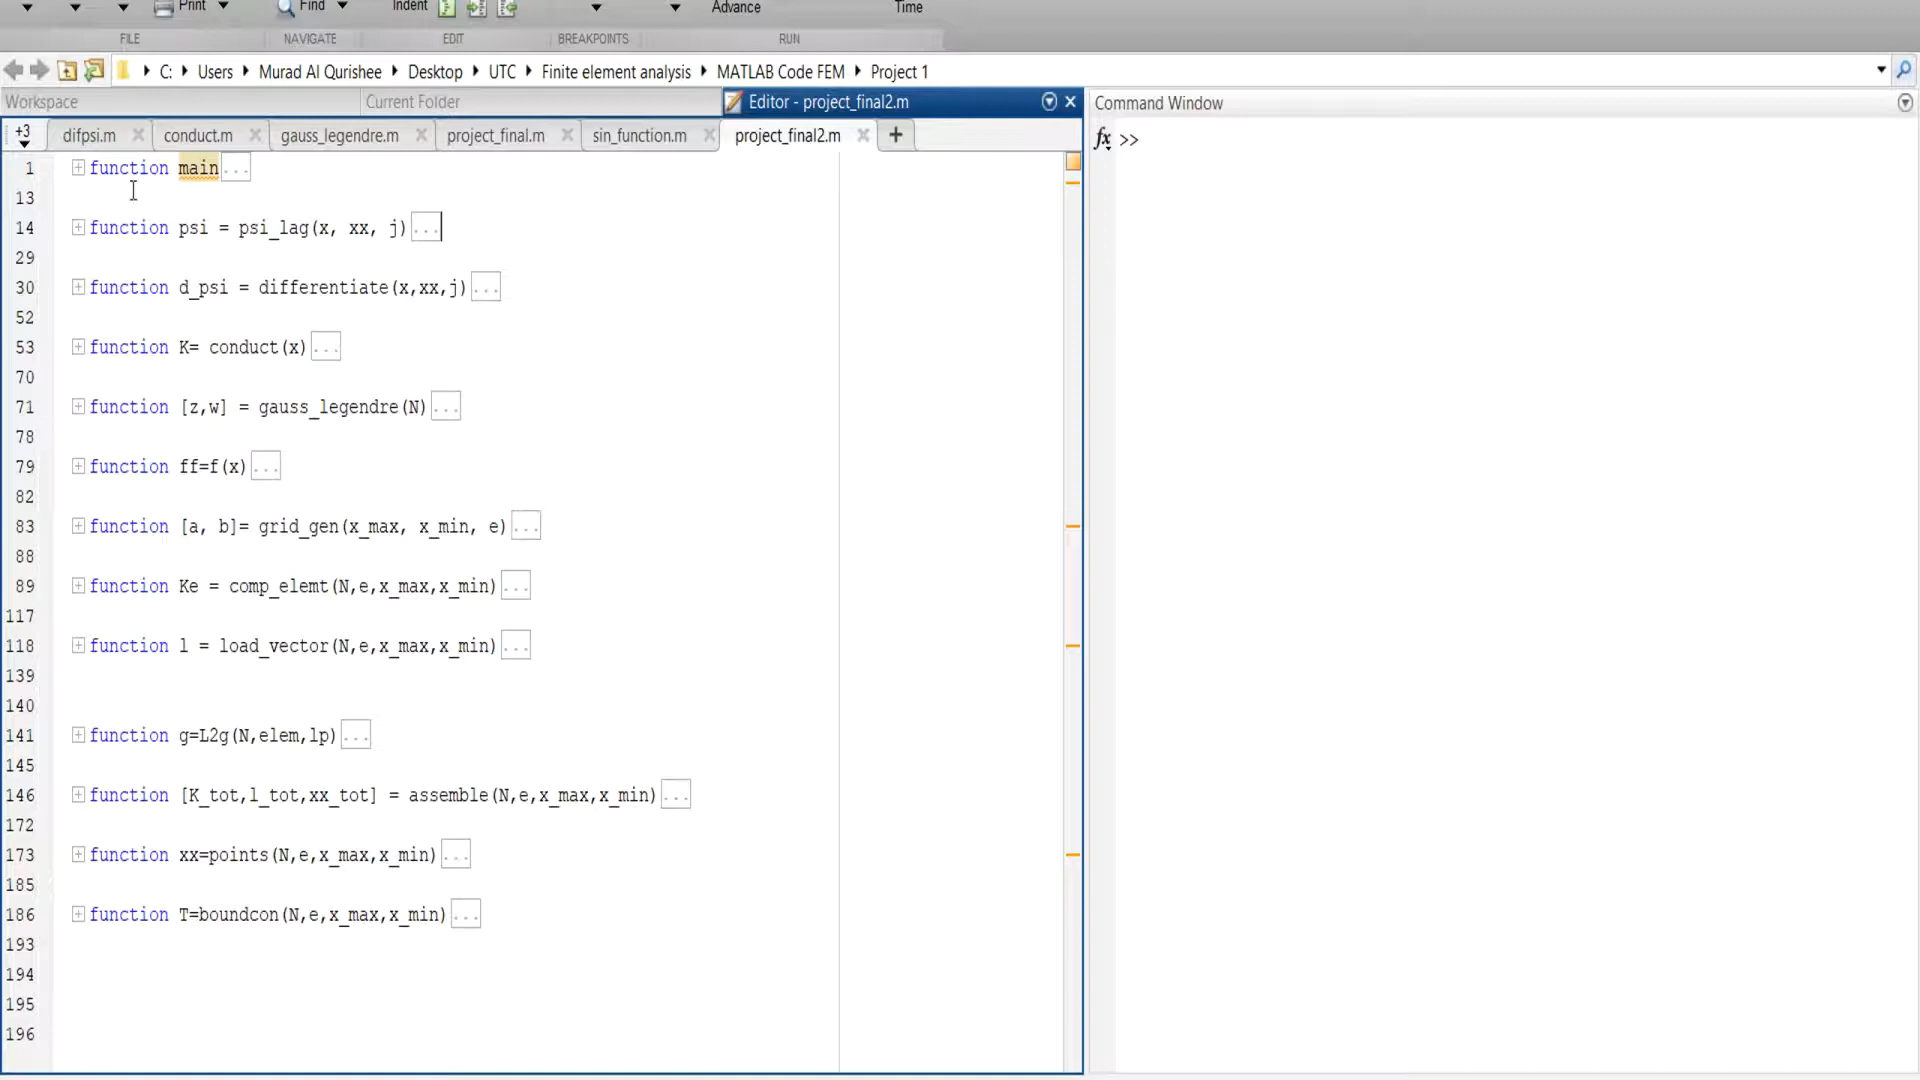 Print Find Indent Advance Time
FILE NAVIGATE EDIT BREAKPOINTS RUN
C: Users Murad Al Qurishee Desktop UTC Finite element analysis MATLAB Code FEM Project 1
Workspace Current Folder Editor - project_final2.m Command Window
+3 difpsi.m conduct.m gauss_legendre.m project_final.m sin_function.m project_final2.m +
fx >>
1 function main...
13
14 function psi = psi_lag(x, xx, j)...
29
30 function d_psi = differentiate(x,xx,j)...
52
53 function K= conduct(x)...
70
71 function [z,w] = gauss_legendre(N)...
78
79 function ff=f(x)...
82
83 function [a, b]= grid_gen(x_max, x_min, e)...
88
89 function Ke = comp_elemt(N,e,x_max,x_min)...
117
118 function l = load_vector(N,e,x_max,x_min)...
139
140
141 function g=L2g(N,elem,lp)...
145
146 function [K_tot,l_tot,xx_tot] = assemble(N,e,x_max,x_min)...
172
173 function xx=points(N,e,x_max,x_min)...
185
186 function T=boundcon(N,e,x_max,x_min)...
193
194
195
196